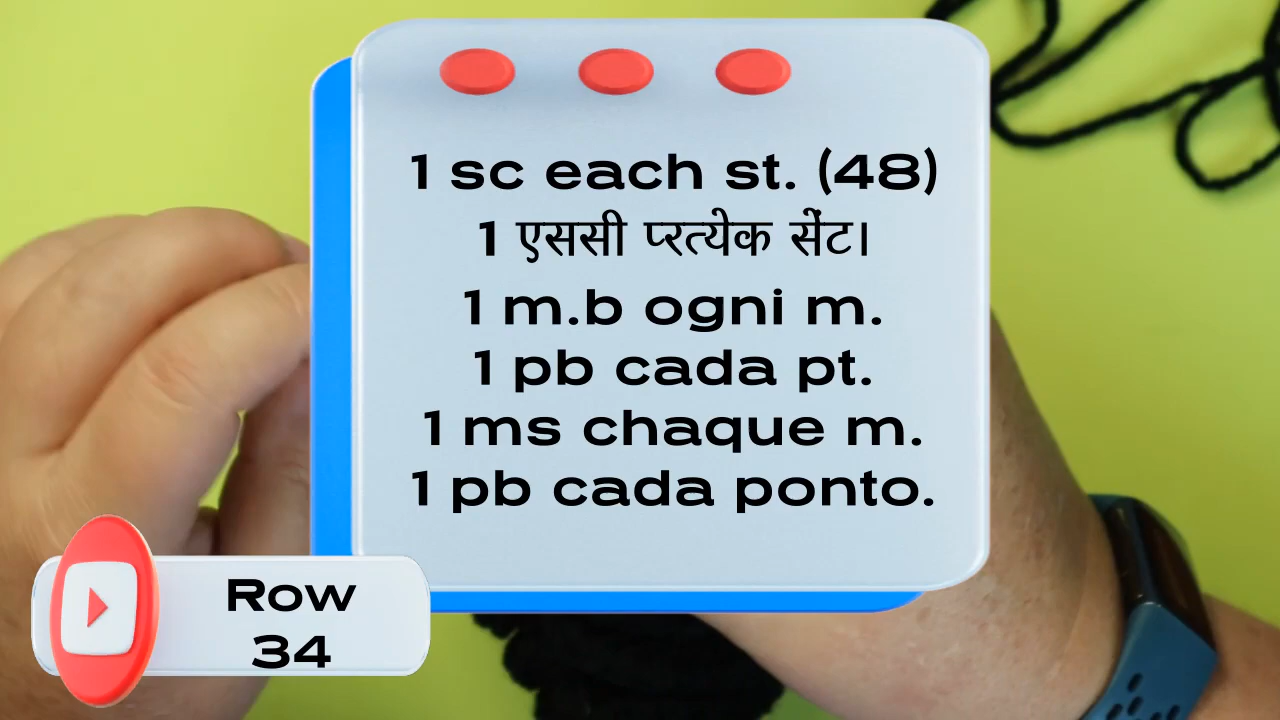 1 sc each st. (48)
1 एससी प्रत्येक सेंट।
1 m.b ogni m.
1 pb cada pt.
1 ms chaque m.
1 pb cada ponto.
Row
34